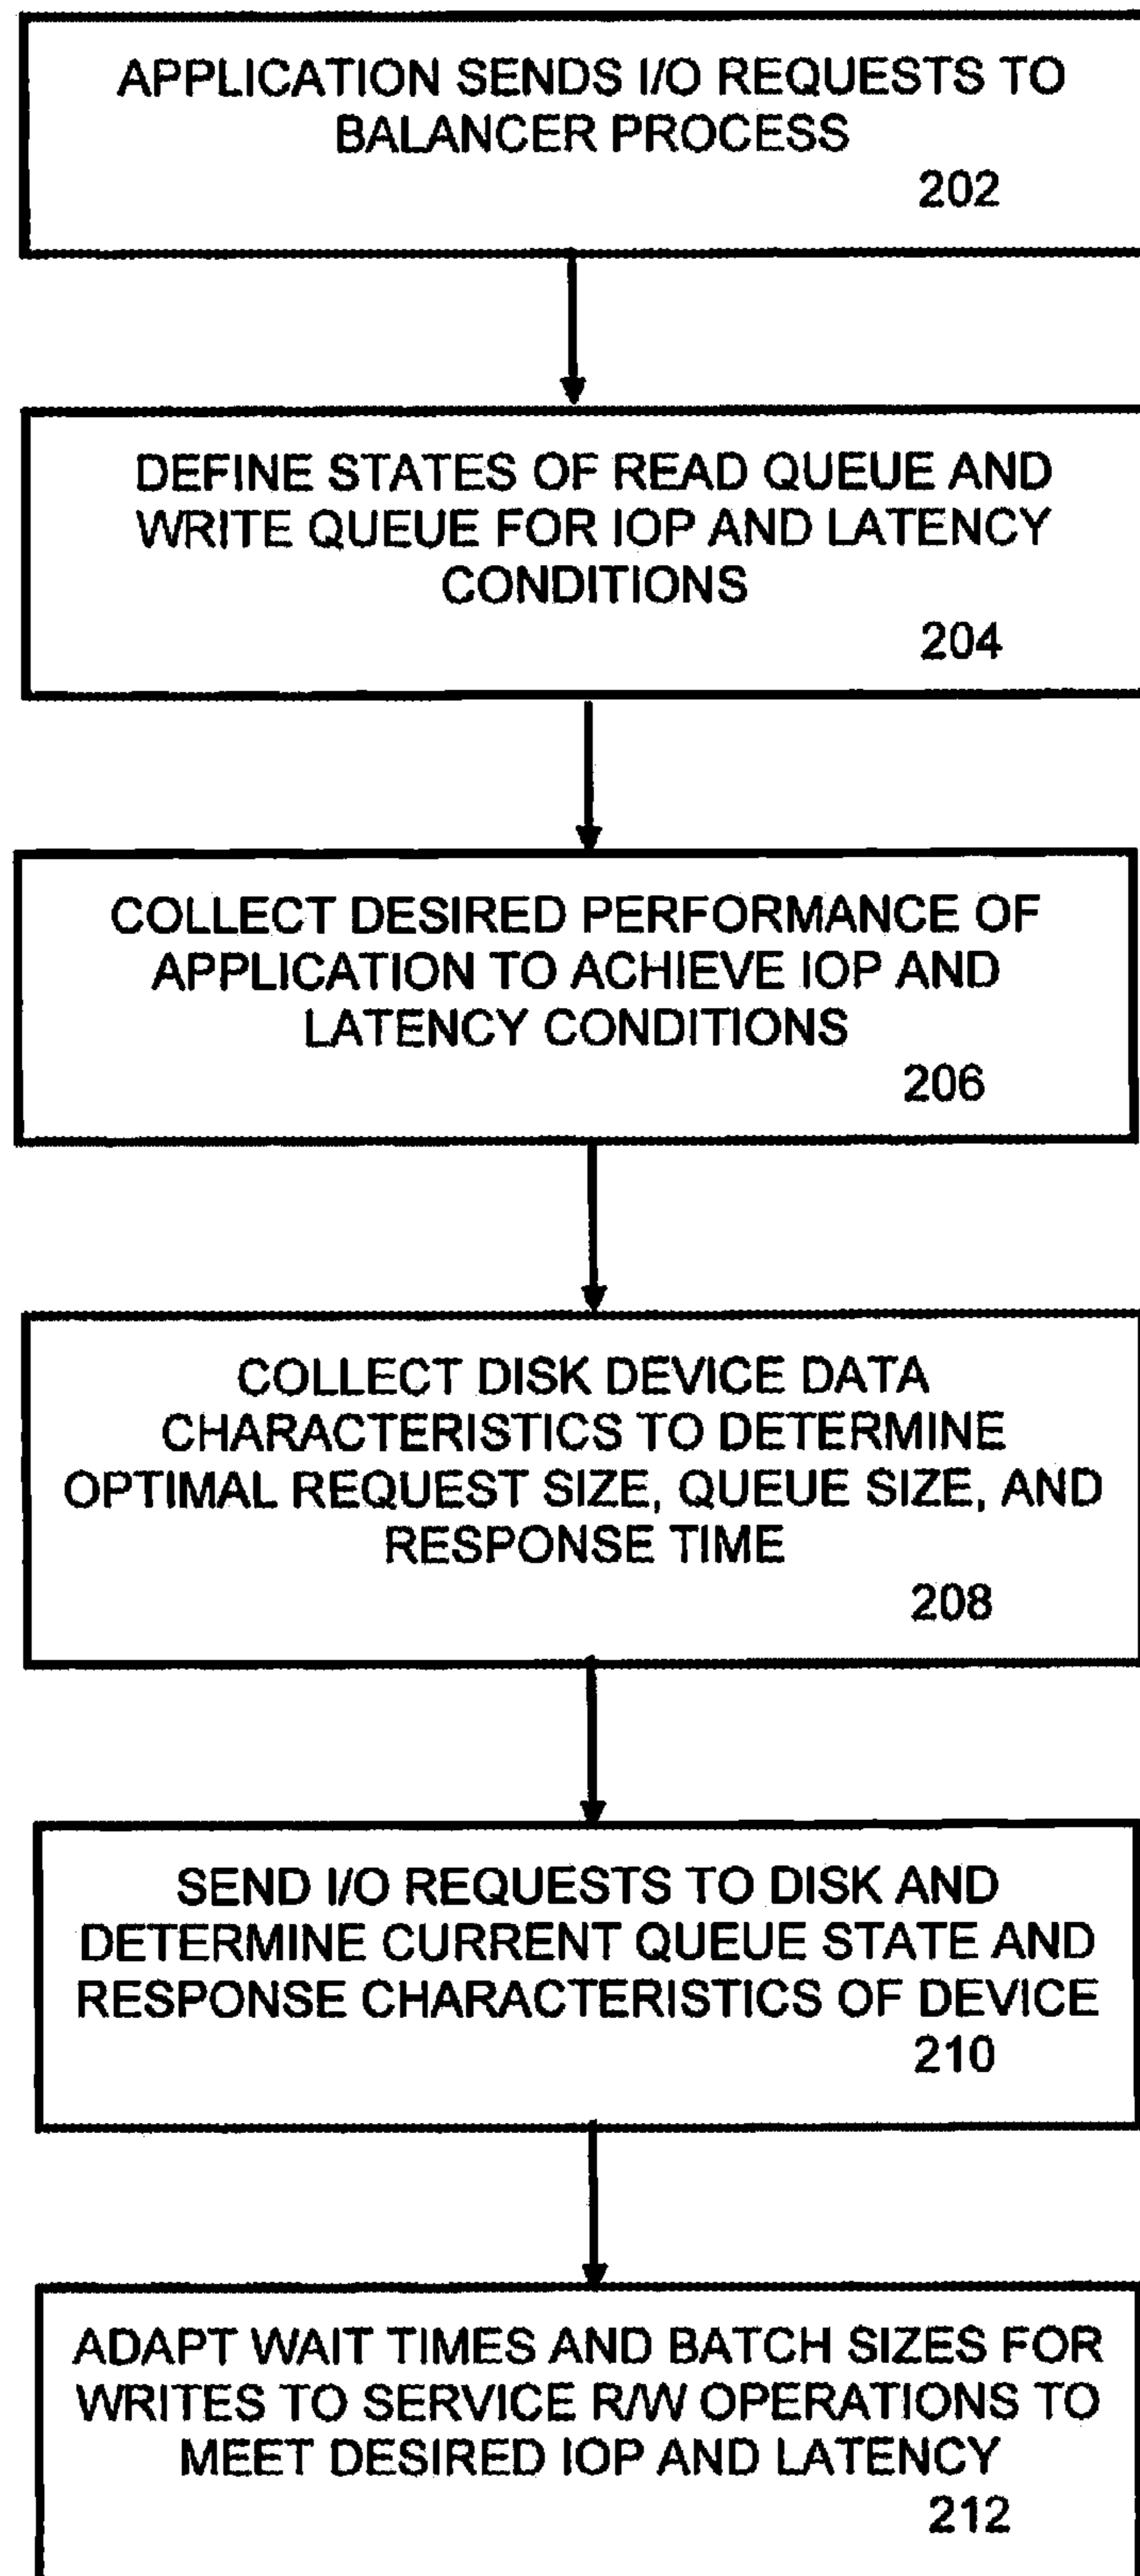 APPLICATION SENDS I/O REQUESTS TO
BALANCER PROCESS
202
DEFINE STATES OF READ QUEUE AND
WRITE QUEUE FOR IOP AND LATENCY
CONDITIONS
204
COLLECT DESIRED PERFORMANCE OF
APPLICATION TO ACHIEVE IOP AND
LATENCY CONDITIONS
206
COLLECT DISK DEVICE DATA
CHARACTERISTICS TO DETERMINE
OPTIMAL REQUEST SIZE, QUEUE SIZE, AND
RESPONSE TIME
208
SEND I/O REQUESTS TO DISK AND
DETERMINE CURRENT QUEUE STATE AND
RESPONSE CHARACTERISTICS OF DEVICE
210
ADAPT WAIT TIMES AND BATCH SIZES FOR
WRITES TO SERVICE R/W OPERATIONS TO
MEET DESIRED IOP AND LATENCY
212